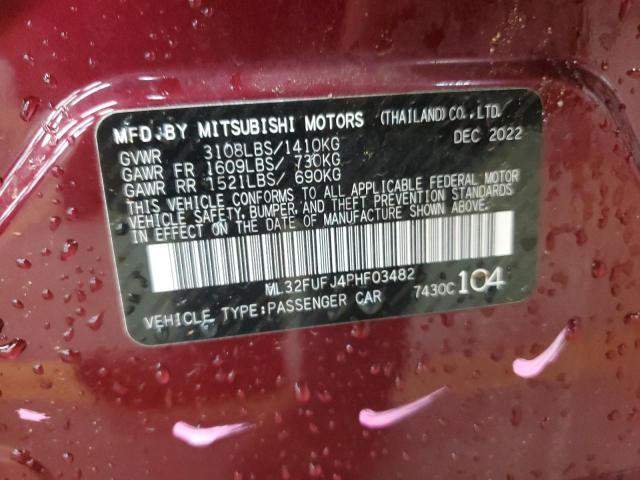 MFD.BY MITSUBISHI MOTORS (THAILAND)CO.,LTD.
DEC 2022
GVWR 3108LBS/1410KG
GAWR FR 1609LBS/ 730KG
GAWR RR 1521LBS/ 690KG
THIS VEHICLE CONFORMS TO ALL APPLICABLE FEDERAL MOTOR
VEHICLE SAFETY, BUMPER, AND THEFT PREVENTION STANDARDS
IN EFFECT ON THE DATE OF MANUFACTURE SHOWN ABOVE.
ML32FUFJ4PHF03482
VEHICLE TYPE:PASSENGER CAR 7430C 104